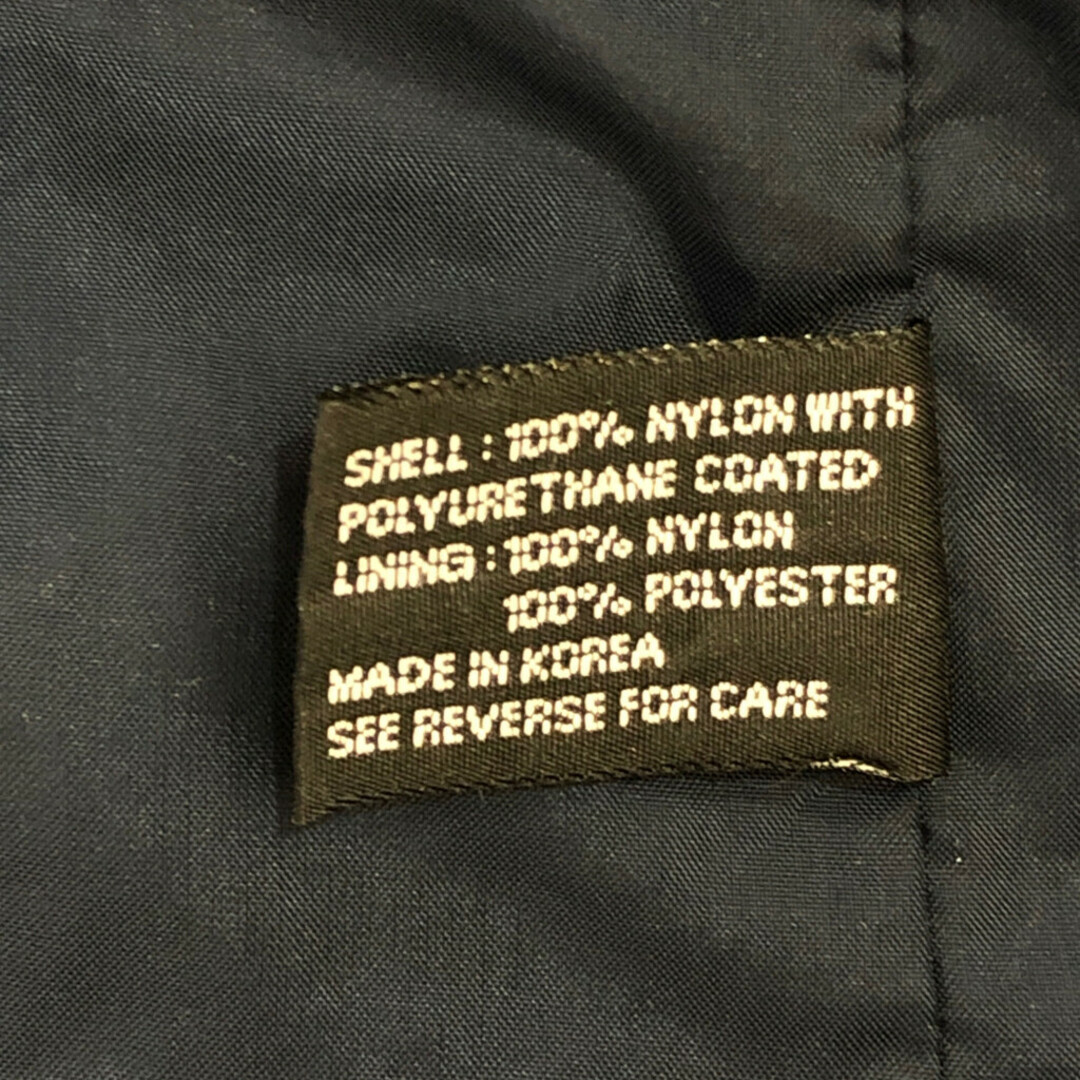 SHELL : 100% NYLON WITH
POLYURETHANE COATED
LINING : 100% NYLON
100% POLYESTER
MADE IN KOREA
SEE REVERSE FOR CARE